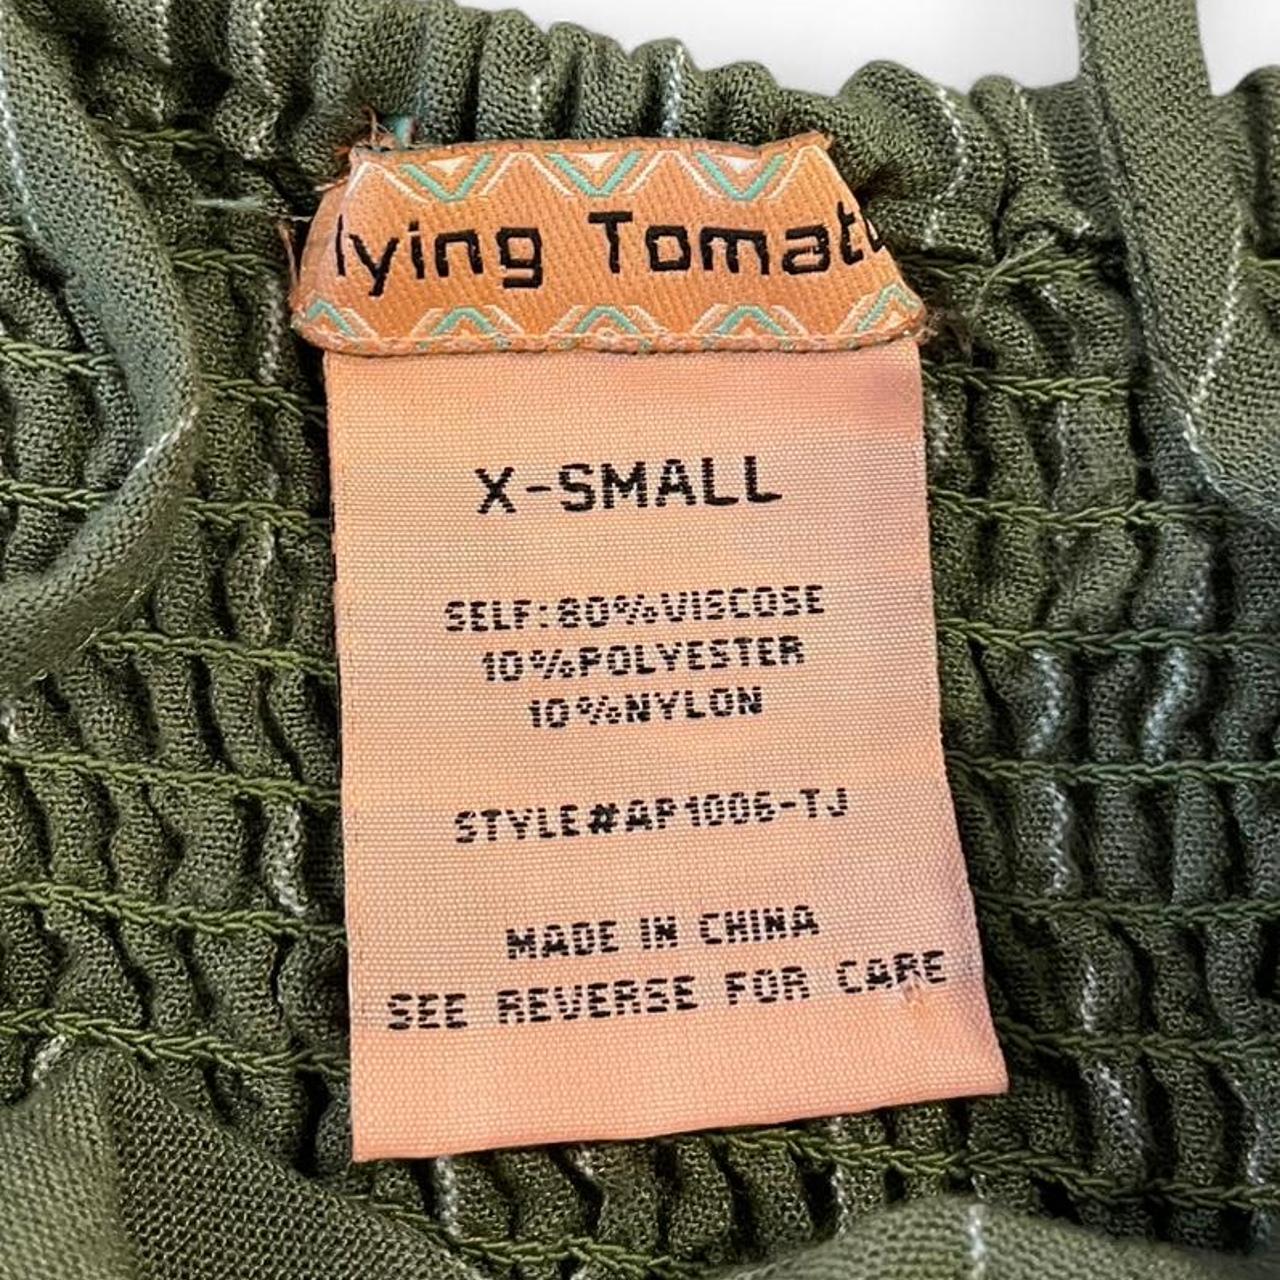 lying Tomato
X-SMALL
SELF:80%VISCOSE
10%POLYESTER
10%NYLON
STYLE#AP1006-TJ
MADE IN CHINA
SEE REVERSE FOR CARE